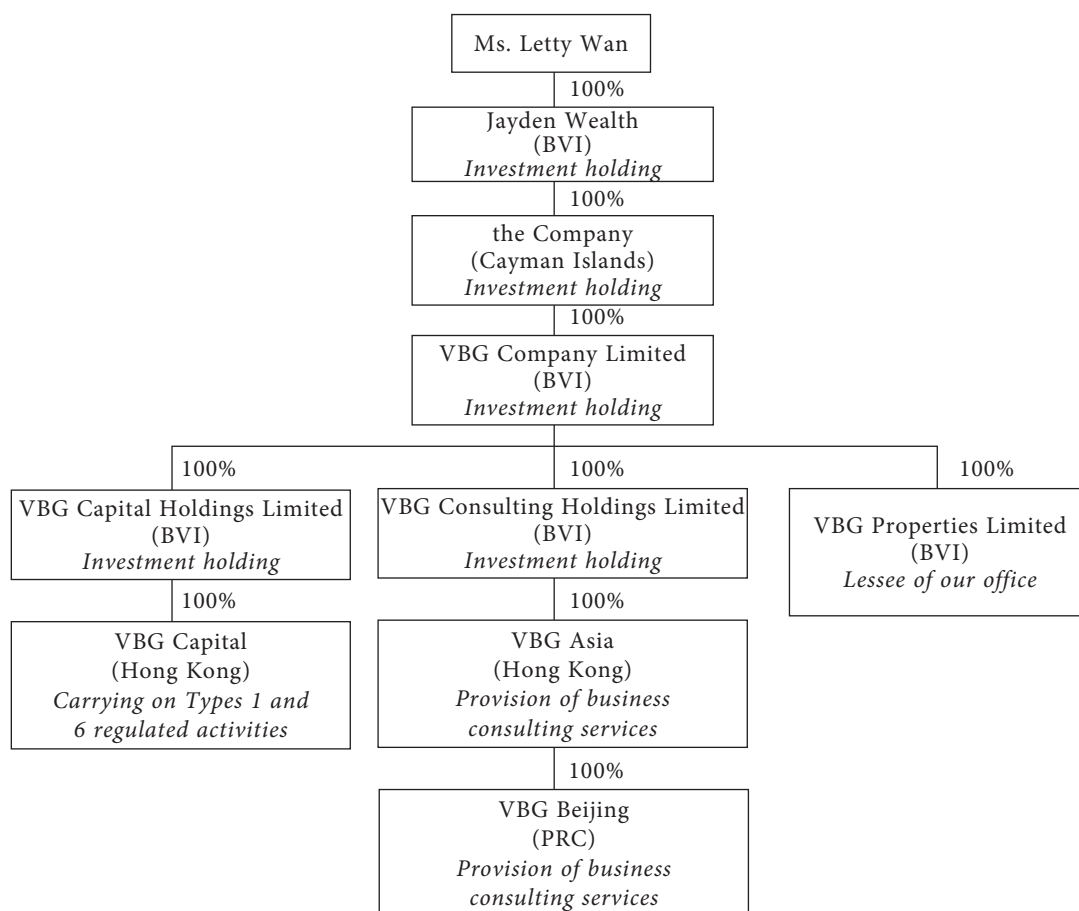 Ms. Letty Wan
100%
Jayden Wealth
(BVI)
Investment holding
100%
the Company
(Cayman Islands)
Investment holding
100%
VBG Company Limited
(BVI)
Investment holding
100%
100%
100%
VBG Capital Holdings Limited
(BVI)
Investment holding
VBG Consulting Holdings Limited
(BVI)
Investment holding
VBG Properties Limited
(BVI)
Lessee of our office
100%
100%
VBG Capital
(Hong Kong)
Carrying on Types 1 and
6 regulated activities
VBG Asia
(Hong Kong)
Provision of business
consulting services
100%
VBG Beijing
(PRC)
Provision of business
consulting services